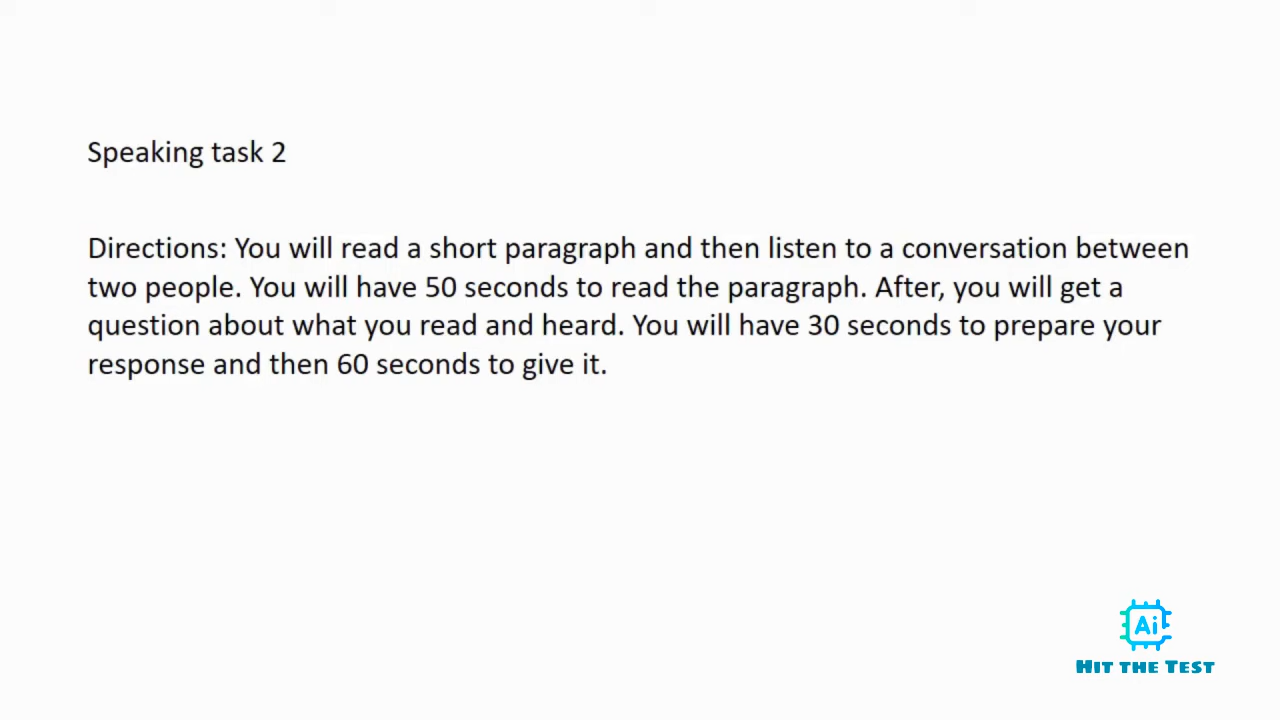 Speaking task 2
Directions: You will read a short paragraph and then listen to a conversation between
two people. You will have 50 seconds to read the paragraph. After, you will get a
question about what you read and heard. You will have 30 seconds to prepare your
response and then 60 seconds to give it.
Ai
Hit the Test